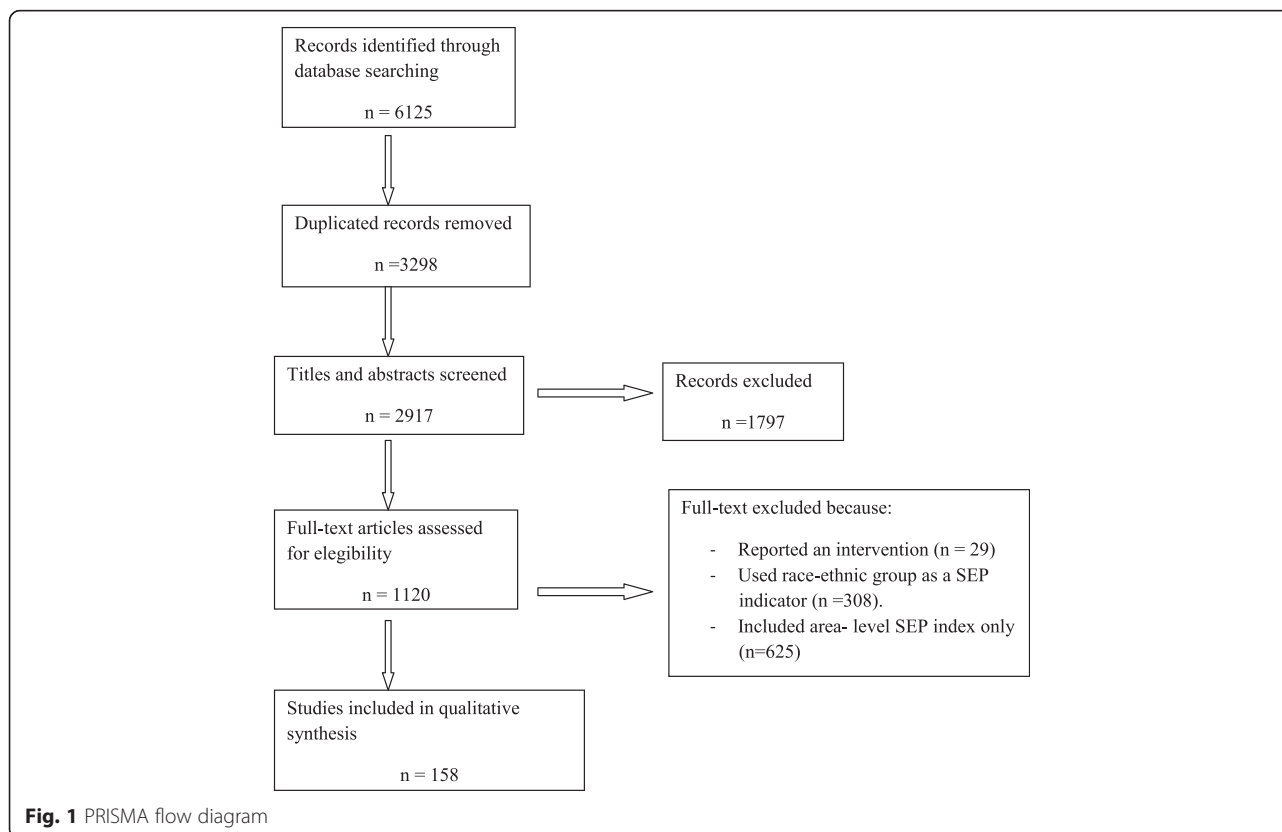 Records identified through
database searching
n = 6125
Duplicated records removed
n =3298
Titles and abstracts screened
n = 2917
Records excluded
n =1797
Full-text articles assessed
for elegibility
n = 1120
Full-text excluded because:
- Reported an intervention (n = 29)
- Used race-ethnic group as a SEP
indicator (n =308).
- Included area- level SEP index only
(n=625)
Studies included in qualitative
synthesis
n = 158
Fig. 1 PRISMA flow diagram